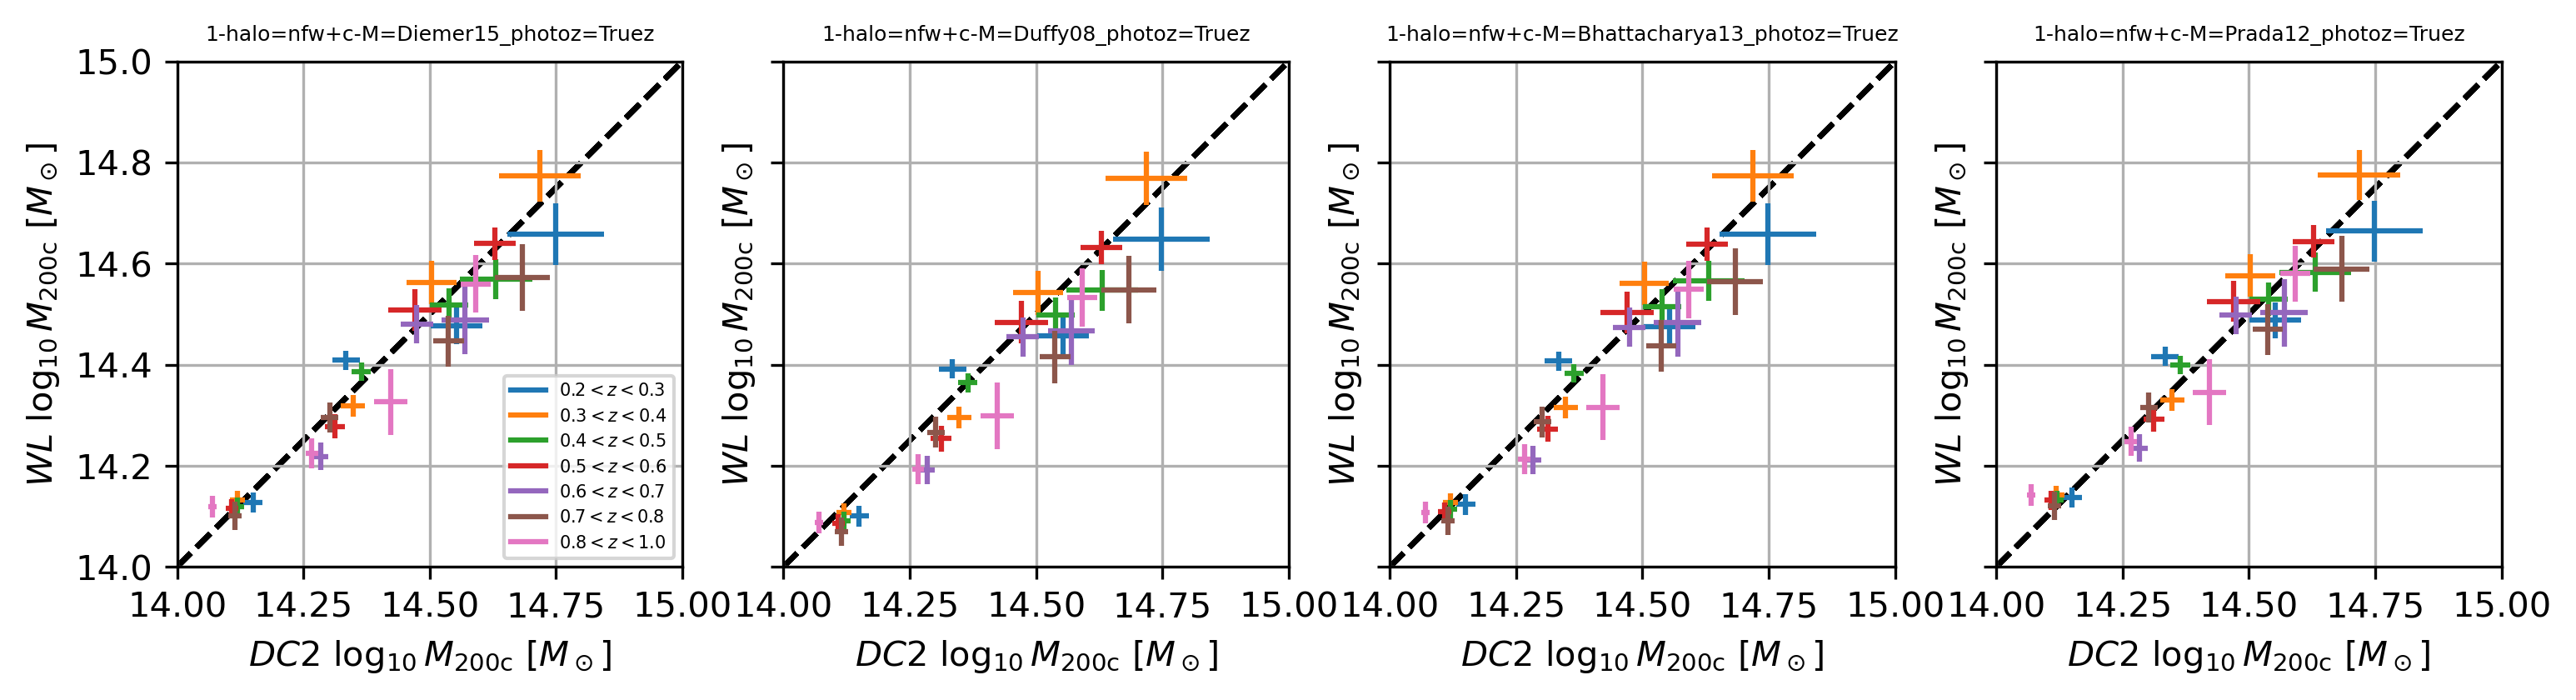 1-halo=nfw+c-M=Diemer15_photoz=Truez
1-halo=nfw+c-M=Duffy08_photoz=Truez
1-halo=nfw+c-M=Bhattacharya13_photoz=Truez
1-halo=nfw+c-M=Prada12_photoz=Truez
15.0
14.8
14.6
14.4
14.2
14.0
WL log₁₀ M₂₀₀c [M⊙]
WL log₁₀ M₂₀₀c [M⊙]
WL log₁₀ M₂₀₀c [M⊙]
WL log₁₀ M₂₀₀c [M⊙]
0.2 < z < 0.3
0.3 < z < 0.4
0.4 < z < 0.5
0.5 < z < 0.6
0.6 < z < 0.7
0.7 < z < 0.8
0.8 < z < 1.0
14.00 14.25 14.50 14.75 15.00
14.00 14.25 14.50 14.75 15.00
14.00 14.25 14.50 14.75 15.00
14.00 14.25 14.50 14.75 15.00
DC2 log₁₀ M₂₀₀c [M⊙]
DC2 log₁₀ M₂₀₀c [M⊙]
DC2 log₁₀ M₂₀₀c [M⊙]
DC2 log₁₀ M₂₀₀c [M⊙]